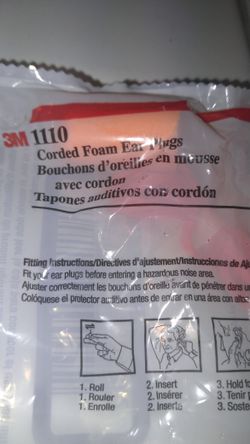 3M 1110
Corded Foam Ear Plugs
Bouchons d'oreilles en mousse
avec cordon
Tapones auditivos con cordón
Fitting Instructions/Directives d'ajustement/Instrucciones de Aj
Fit your ear plugs before entering a hazardous noise area.
Ajuster correctement les bouchons d'oreille avant de pénétrer dans u
Colóquese el protector auditivo antes de entrar en una área con alto
1. Roll 2. Insert 3. Hold
1. Rouler 2. Insérer 3. Tenir
1. Enrolle 2. Inserte 3. Soste